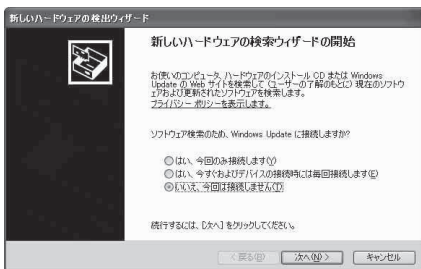 新しいハードウェアの検出ウィザード
新しいハードウェアの検索ウィザードの開始
お使いのコンピュータ、ハードウェアのインストール CD または Windows
Update の Web サイトを検索して (ユーザーの了解のもとに) 現在のソフトウ
ェアおよび更新されたソフトウェアを検索します。
プライバシー ポリシーを表示します。
ソフトウェア検索のため、Windows Update に接続しますか?
はい、今回のみ接続します(Y)
はい、今すぐおよびデバイスの接続時には毎回接続します(E)
いいえ、今回は接続しません(T)
続行するには、[次へ] をクリックしてください。
< 戻る(B)
次へ(N) >
キャンセル